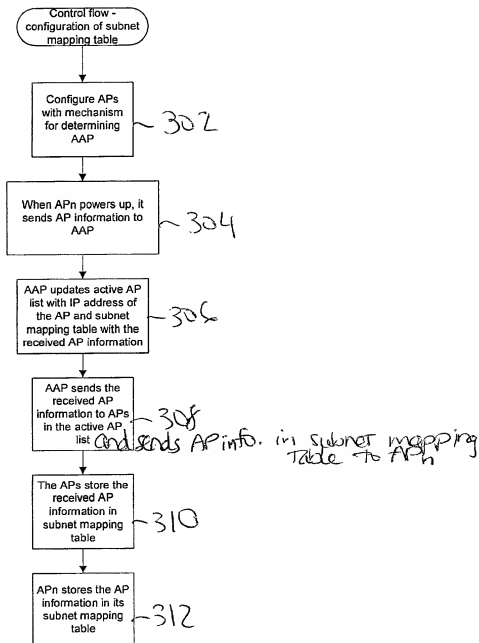 Control flow -
configuration of subnet
mapping table
Configure APs
with mechanism
for determining
AAP
302
When APn powers up, it
sends AP information to
AAP
304
AAP updates active AP
list with IP address of
the AP and subnet
mapping table with the
received AP information
306
AAP sends the
received AP
information to APs
in the active AP
list
308
and sends AP info. in subnet mapping
Table to APn
The APs store the
received AP
information in
subnet mapping
table
310
APn stores the AP
information in its
subnet mapping
table
312